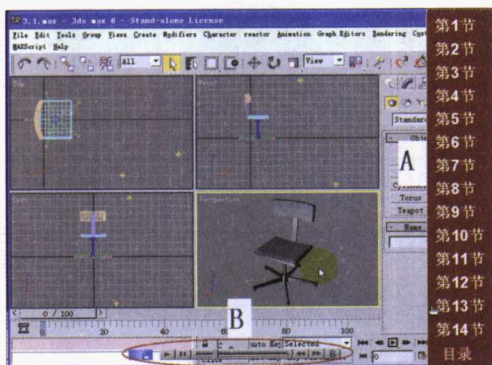 3.1.max - 3ds max 6 - Stand-alone License
File Edit Tools Group Views Create Modifiers Character reactor Animation Graph Editors Rendering
MAXScript Help
All
View
Top
Front
Left
Perspective
Standar
A
Torus
Teapot
Name
第1节
第2节
第3节
第4节
第5节
第6节
第7节
第8节
第9节
第10节
第11节
第12节
第13节
第14节
目录
0 / 100
B
Selected
0